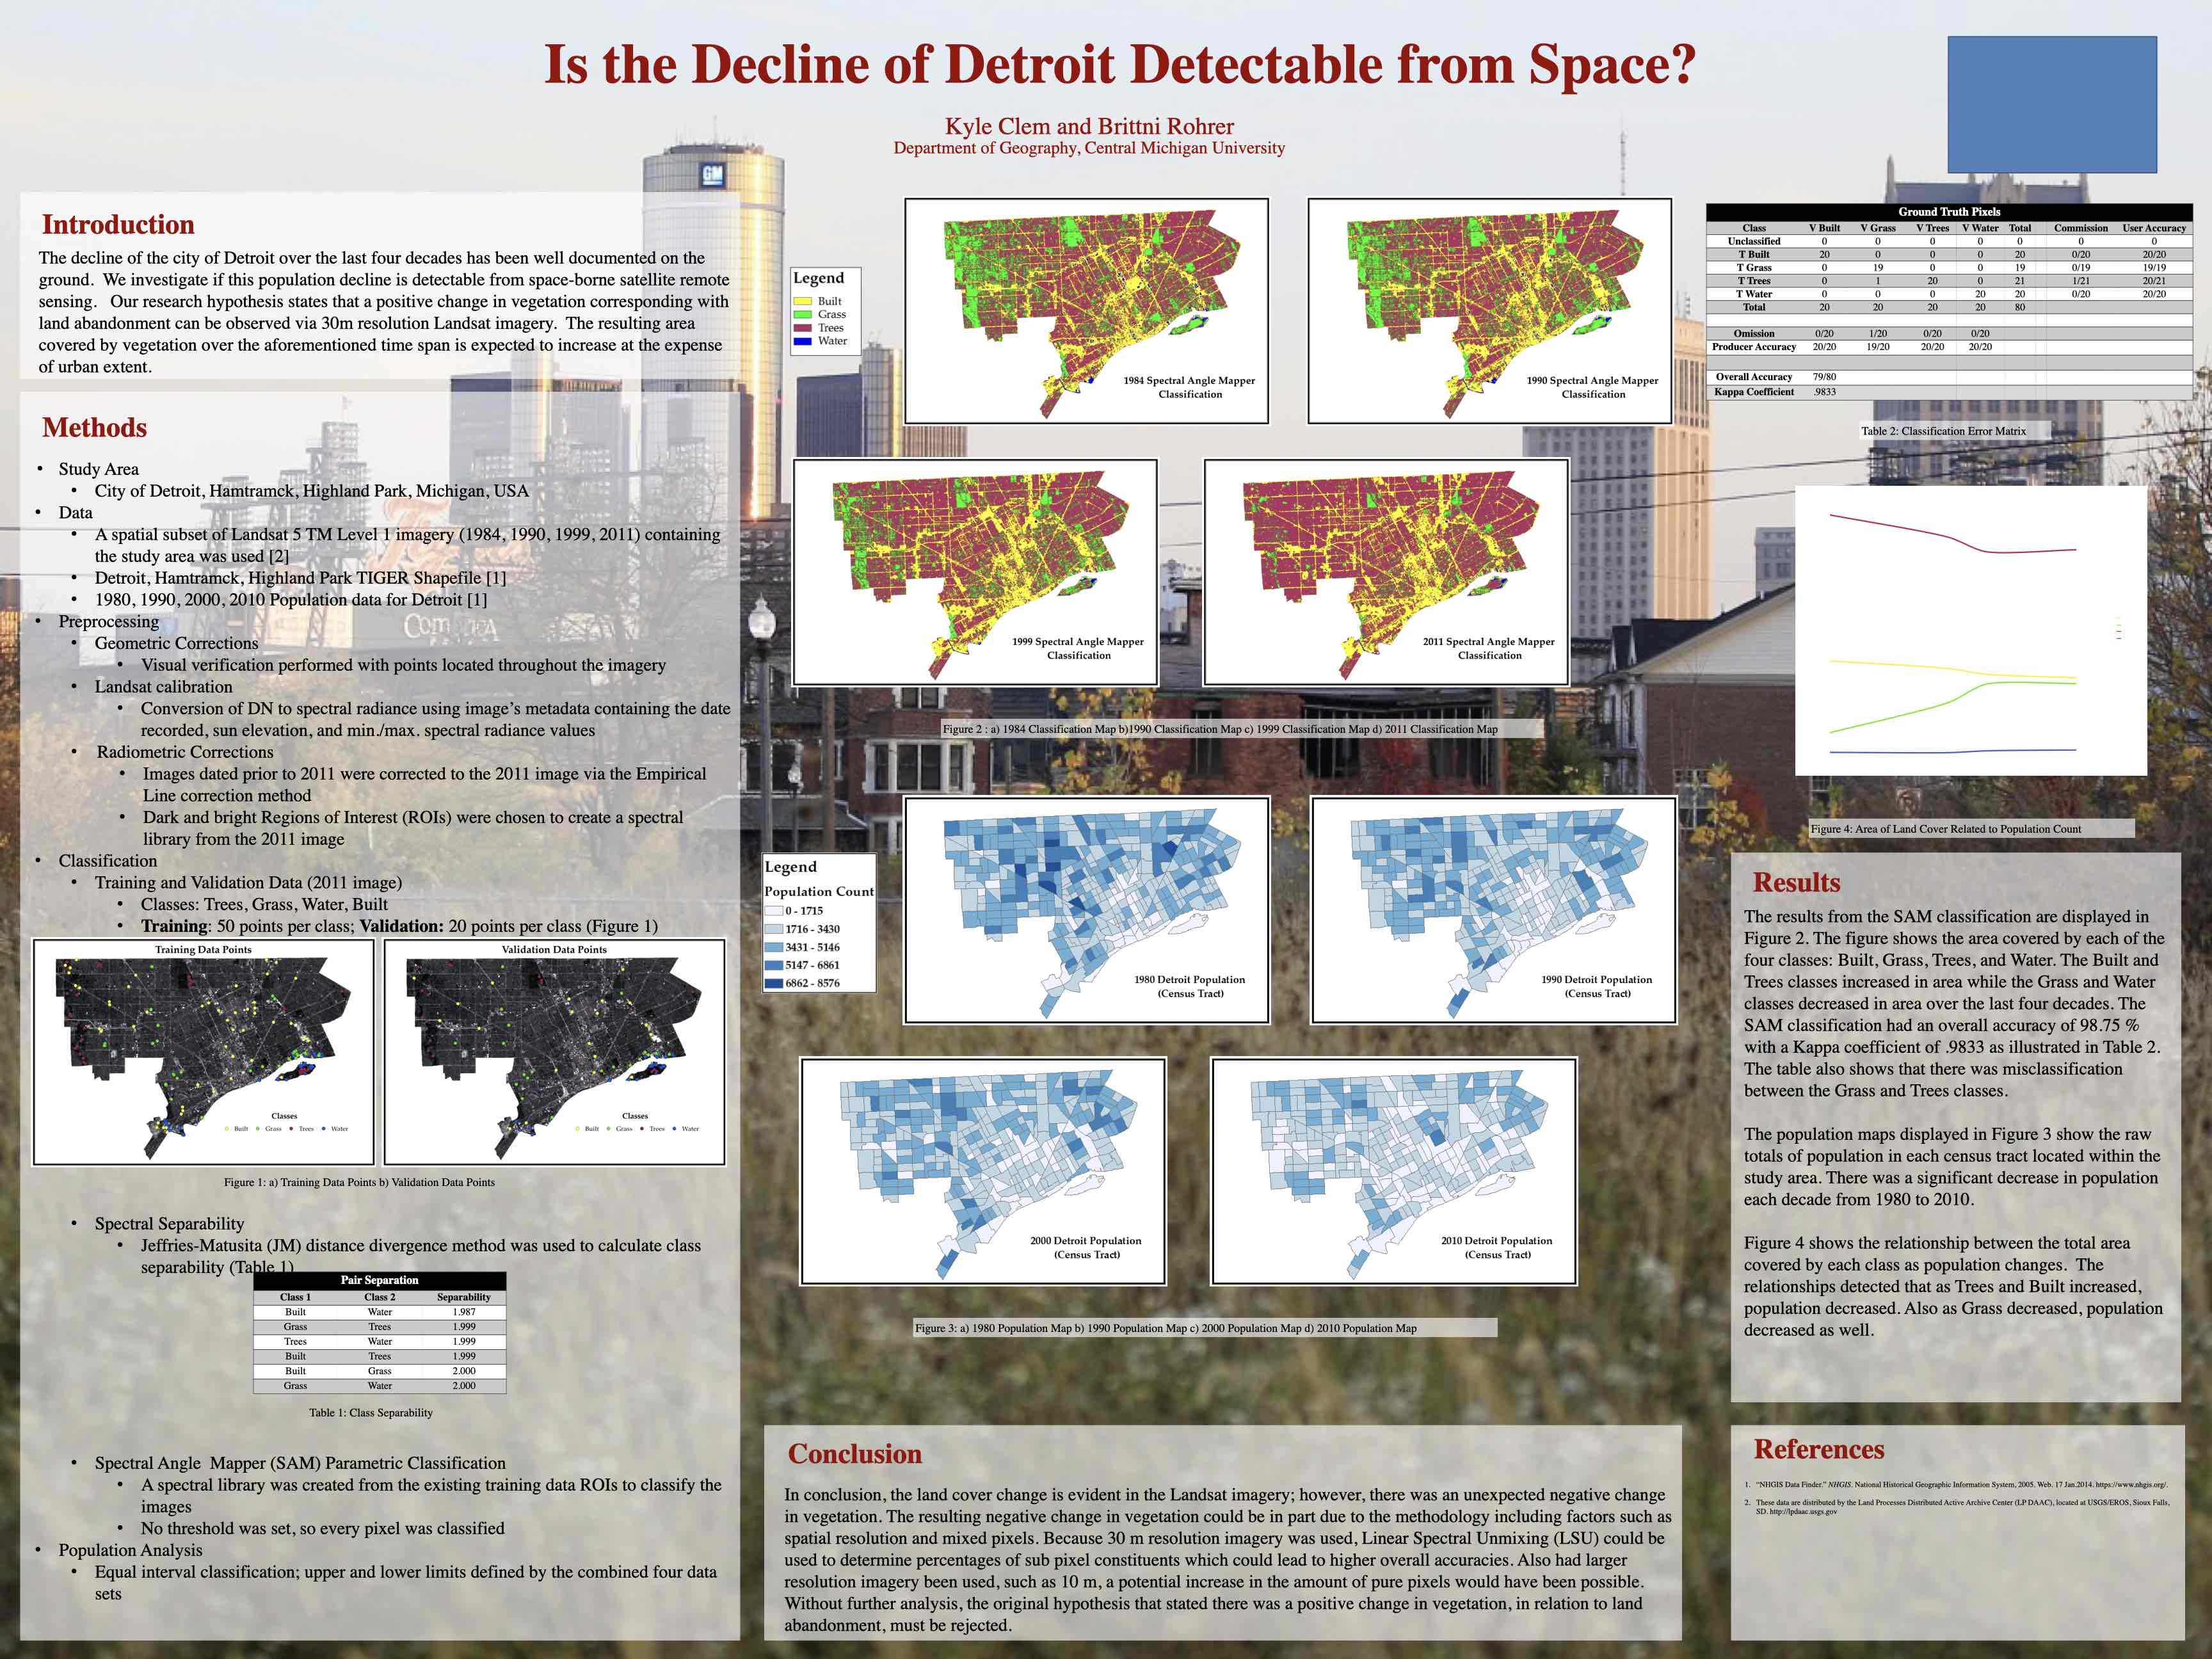 Is the Decline of Detroit Detectable from Space?
Kyle Clem and Brittni Rohrer
Department of Geography, Central Michigan University
GM
Introduction
The decline of the city of Detroit over the last four decades has been well documented on the
ground. We investigate if this population decline is detectable from space-borne satellite remote
sensing. Our research hypothesis states that a positive change in vegetation corresponding with
land abandonment can be observed via 30m resolution Landsat imagery. The resulting area
covered by vegetation over the aforementioned time span is expected to increase at the expense
of urban extent.
Methods
• Study Area
• City of Detroit, Hamtramck, Highland Park, Michigan, USA
• Data
• A spatial subset of Landsat 5 TM Level 1 imagery (1984, 1990, 1999, 2011) containing
the study area was used [2]
• Detroit, Hamtramck, Highland Park TIGER Shapefile [1]
• 1980, 1990, 2000, 2010 Population data for Detroit [1]
• Preprocessing
• Geometric Corrections
• Visual verification performed with points located throughout the imagery
• Landsat calibration
• Conversion of DN to spectral radiance using image's metadata containing the date
recorded, sun elevation, and min./max. spectral radiance values
• Radiometric Corrections
• Images dated prior to 2011 were corrected to the 2011 image via the Empirical
Line correction method
• Dark and bright Regions of Interest (ROIs) were chosen to create a spectral
library from the 2011 image
• Classification
• Training and Validation Data (2011 image)
• Classes: Trees, Grass, Water, Built
• Training: 50 points per class; Validation: 20 points per class (Figure 1)
Training Data Points
Classes
Built Grass Trees Water
Validation Data Points
Classes
Built Grass Trees Water
Figure 1: a) Training Data Points b) Validation Data Points
• Spectral Separability
• Jeffries-Matusita (JM) distance divergence method was used to calculate class
separability (Table 1)
Pair Separation
Class 1 Class 2 Separability
Built Water 1.987
Grass Trees 1.999
Trees Water 1.999
Built Trees 1.999
Built Grass 2.000
Grass Water 2.000
Table 1: Class Separability
• Spectral Angle Mapper (SAM) Parametric Classification
• A spectral library was created from the existing training data ROIs to classify the
images
• No threshold was set, so every pixel was classified
• Population Analysis
• Equal interval classification; upper and lower limits defined by the combined four data
sets
Legend
Built
Grass
Trees
Water
1984 Spectral Angle Mapper
Classification
1990 Spectral Angle Mapper
Classification
1999 Spectral Angle Mapper
Classification
2011 Spectral Angle Mapper
Classification
Figure 2 : a) 1984 Classification Map b)1990 Classification Map c) 1999 Classification Map d) 2011 Classification Map
Legend
Population Count
0 - 1715
1716 - 3430
3431 - 5146
5147 - 6861
6862 - 8576
1980 Detroit Population
(Census Tract)
1990 Detroit Population
(Census Tract)
2000 Detroit Population
(Census Tract)
2010 Detroit Population
(Census Tract)
Figure 3: a) 1980 Population Map b) 1990 Population Map c) 2000 Population Map d) 2010 Population Map
Conclusion
In conclusion, the land cover change is evident in the Landsat imagery; however, there was an unexpected negative change
in vegetation. The resulting negative change in vegetation could be in part due to the methodology including factors such as
spatial resolution and mixed pixels. Because 30 m resolution imagery was used, Linear Spectral Unmixing (LSU) could be
used to determine percentages of sub pixel constituents which could lead to higher overall accuracies. Also had larger
resolution imagery been used, such as 10 m, a potential increase in the amount of pure pixels would have been possible.
Without further analysis, the original hypothesis that stated there was a positive change in vegetation, in relation to land
abandonment, must be rejected.
Ground Truth Pixels
Class V Built V Grass V Trees V Water Total Commission User Accuracy
Unclassified 0 0 0 0 0 0 0
T Built 20 0 0 0 20 0/20 20/20
T Grass 0 19 0 0 19 0/19 19/19
T Trees 0 1 20 0 21 1/21 20/21
T Water 0 0 0 20 20 0/20 20/20
Total 20 20 20 20 80
Omission 0/20 1/20 0/20 0/20
Producer Accuracy 20/20 19/20 20/20 20/20
Overall Accuracy 79/80
Kappa Coefficient .9833
Table 2: Classification Error Matrix
Figure 4: Area of Land Cover Related to Population Count
Results
The results from the SAM classification are displayed in
Figure 2. The figure shows the area covered by each of the
four classes: Built, Grass, Trees, and Water. The Built and
Trees classes increased in area while the Grass and Water
classes decreased in area over the last four decades. The
SAM classification had an overall accuracy of 98.75 %
with a Kappa coefficient of .9833 as illustrated in Table 2.
The table also shows that there was misclassification
between the Grass and Trees classes.
The population maps displayed in Figure 3 show the raw
totals of population in each census tract located within the
study area. There was a significant decrease in population
each decade from 1980 to 2010.
Figure 4 shows the relationship between the total area
covered by each class as population changes. The
relationships detected that as Trees and Built increased,
population decreased. Also as Grass decreased, population
decreased as well.
References
1. "NHGIS Data Finder." NHGIS. National Historical Geographic Information System, 2005. Web. 17 Jan.2014. https://www.nhgis.org/.
2. These data are distributed by the Land Processes Distributed Active Archive Center (LP DAAC), located at USGS/EROS, Sioux Falls,
SD. http://lpdaac.usgs.gov